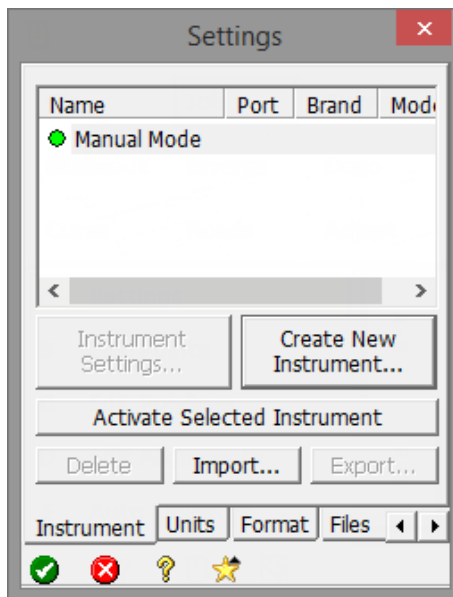 Settings
Name Port Brand Mod
Manual Mode
Instrument
Settings...
Create New
Instrument...
Activate Selected Instrument
Delete Import... Export...
Instrument Units Format Files